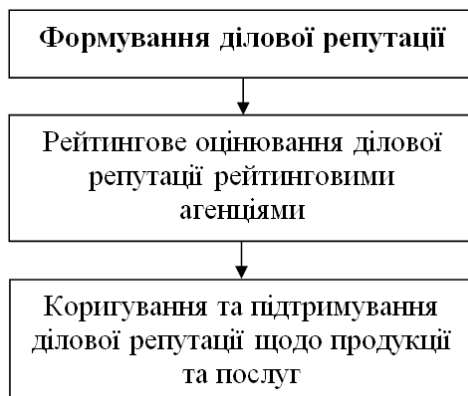 Формування ділової репутації
Рейтингове оцінювання ділової
репутації рейтинговими
агенціями
Коригування та підтримування
ділової репутації щодо продукції
та послуг